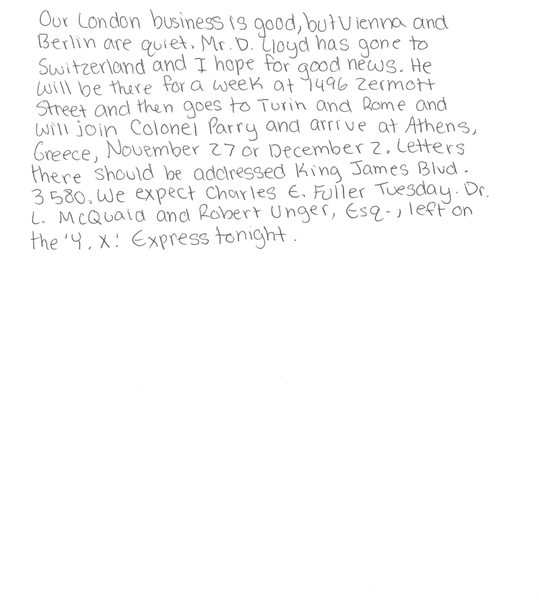 Our London business is good, but Vienna and
Berlin are quiet. Mr. D. Lloyd has gone to
Switzerland and I hope for good news. He
will be there for a week at 1496 Zermott
Street and then goes to Turin and Rome and
will join Colonel Parry and arrive at Athens,
Greece, November 27 or December 2. Letters
there should be addressed King James Blvd.
3580. We expect Charles E. Fuller Tuesday. Dr.
L. McQuaid and Robert Unger, Esq., left on
the 'Y. X.' Express tonight.